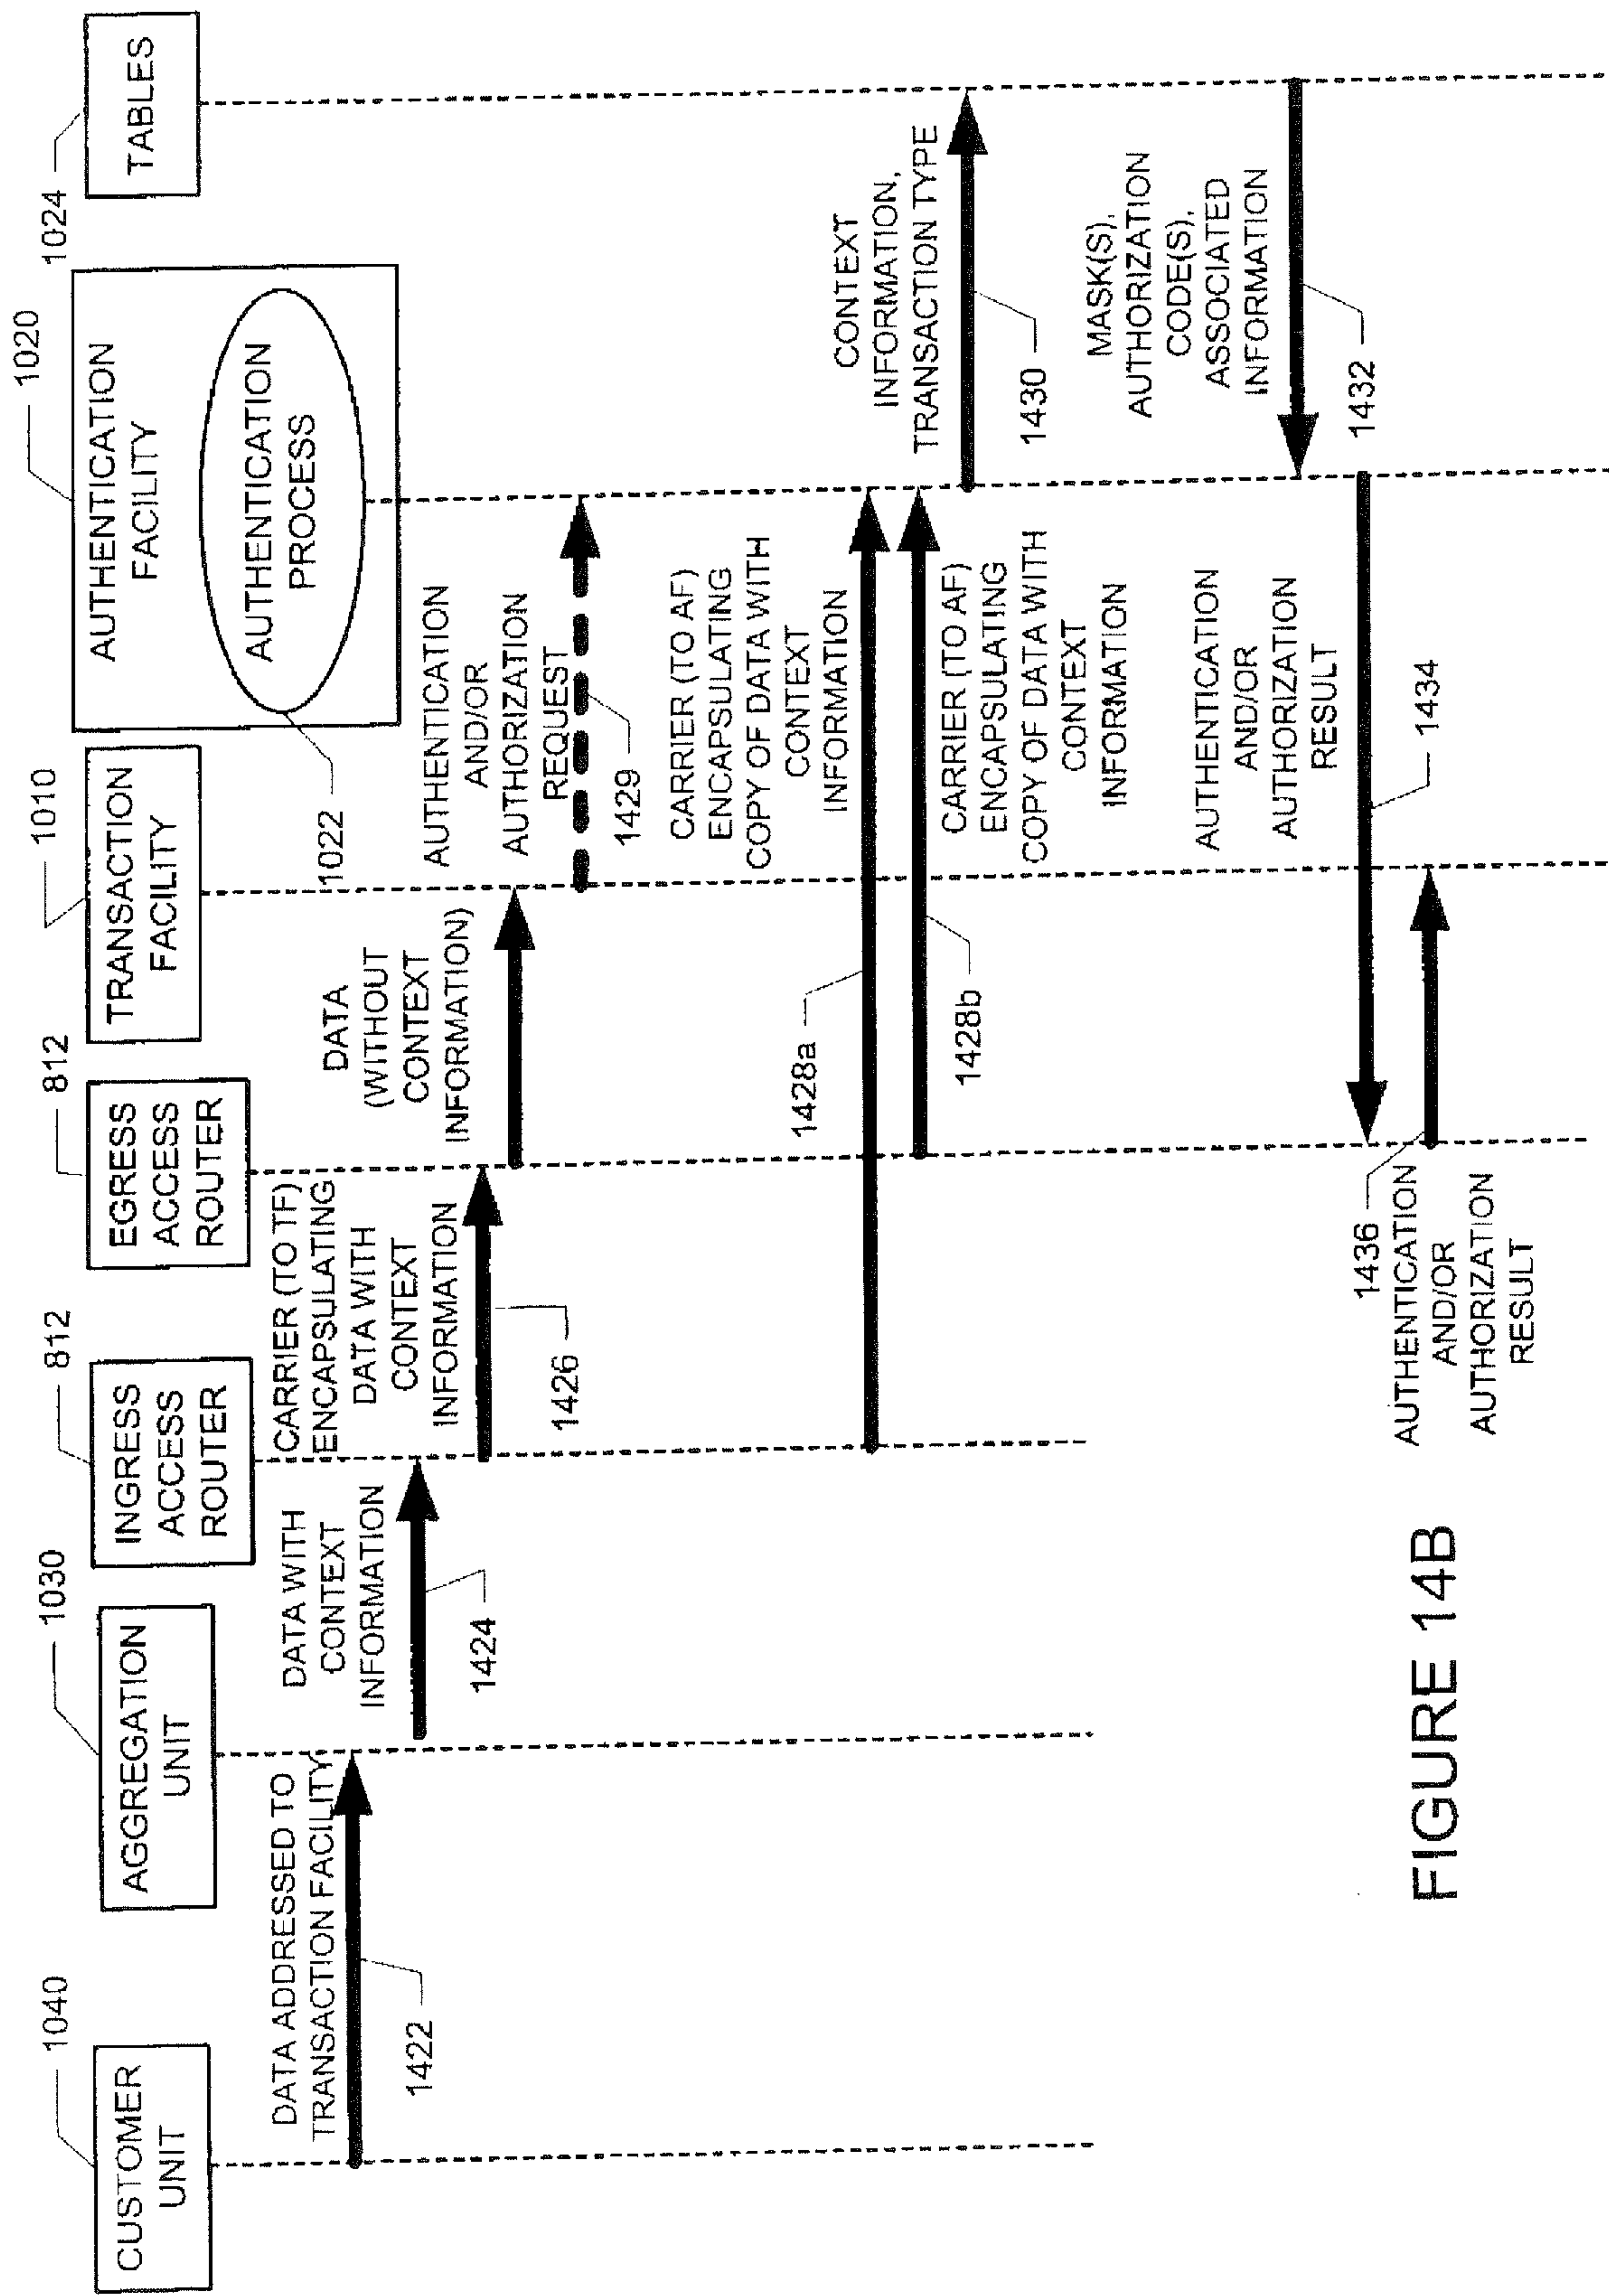 1040
CUSTOMER
UNIT
1030
AGGREGATION
UNIT
812
INGRESS
ACCESS
ROUTER
812
EGRESS
ACCESS
ROUTER
1010
TRANSACTION
FACILITY
1020
AUTHENTICATION
FACILITY
AUTHENTICATION
PROCESS
1022
1024
TABLES
DATA ADDRESSED TO
TRANSACTION FACILITY
1422
DATA WITH
CONTEXT
INFORMATION
1424
CARRIER (TO TF)
ENCAPSULATING
DATA WITH
CONTEXT
INFORMATION
1426
DATA
(WITHOUT
CONTEXT
INFORMATION)
AUTHENTICATION
AND/OR
AUTHORIZATION
REQUEST
1429
CARRIER (TO AF)
ENCAPSULATING
COPY OF DATA WITH
CONTEXT
INFORMATION
1428a
1428b
CARRIER (TO AF)
ENCAPSULATING
COPY OF DATA WITH
CONTEXT
INFORMATION
CONTEXT
INFORMATION,
TRANSACTION TYPE
1430
MASK(S),
AUTHORIZATION
CODE(S),
ASSOCIATED
INFORMATION
1432
AUTHENTICATION
AND/OR
AUTHORIZATION
RESULT
1434
1436
AUTHENTICATION
AND/OR
AUTHORIZATION
RESULT
FIGURE 14B